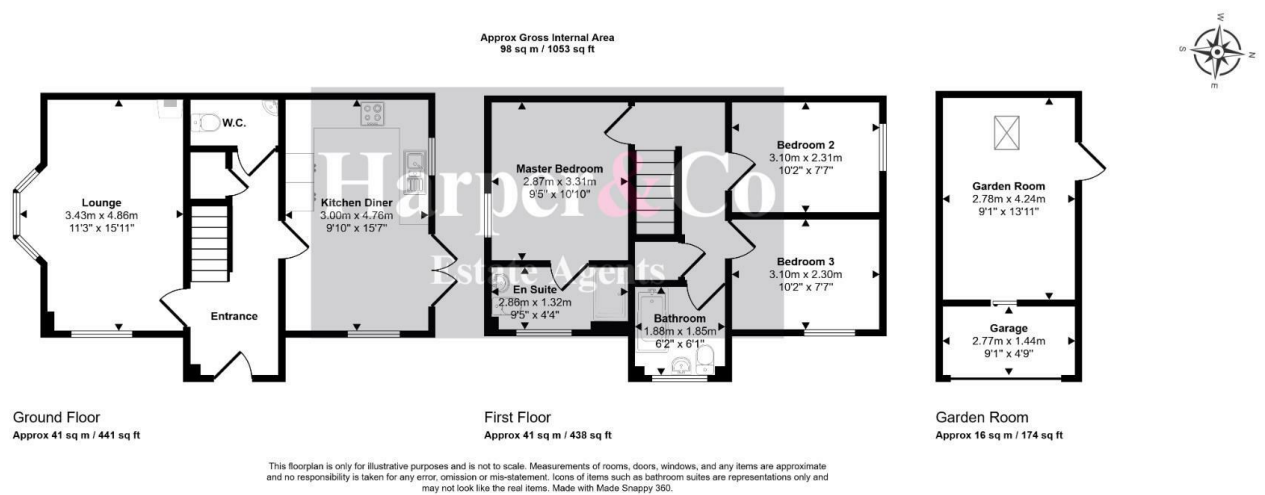 Approx Gross Internal Area
98 sq m / 1053 sq ft
W
S
N
E
Harper&Co
Estate Agents
W.C.
Lounge
3.43m x 4.86m
11'3" x 15'11"
Kitchen Diner
3.00m x 4.76m
9'10" x 15'7"
Entrance
Master Bedroom
2.87m x 3.31m
9'5" x 10'10"
Bedroom 2
3.10m x 2.31m
10'2" x 7'7"
Bedroom 3
3.10m x 2.30m
10'2" x 7'7"
En Suite
2.86m x 1.32m
9'5" x 4'4"
Bathroom
1.88m x 1.85m
6'2" x 6'1"
Garden Room
2.78m x 4.24m
9'1" x 13'11"
Garage
2.77m x 1.44m
9'1" x 4'9"
Ground Floor
Approx 41 sq m / 441 sq ft
First Floor
Approx 41 sq m / 438 sq ft
Garden Room
Approx 16 sq m / 174 sq ft
This floorplan is only for illustrative purposes and is not to scale. Measurements of rooms, doors, windows, and any items are approximate
and no responsibility is taken for any error, omission or mis-statement. Icons of items such as bathroom suites are representations only and
may not look like the real items. Made with Made Snappy 360.